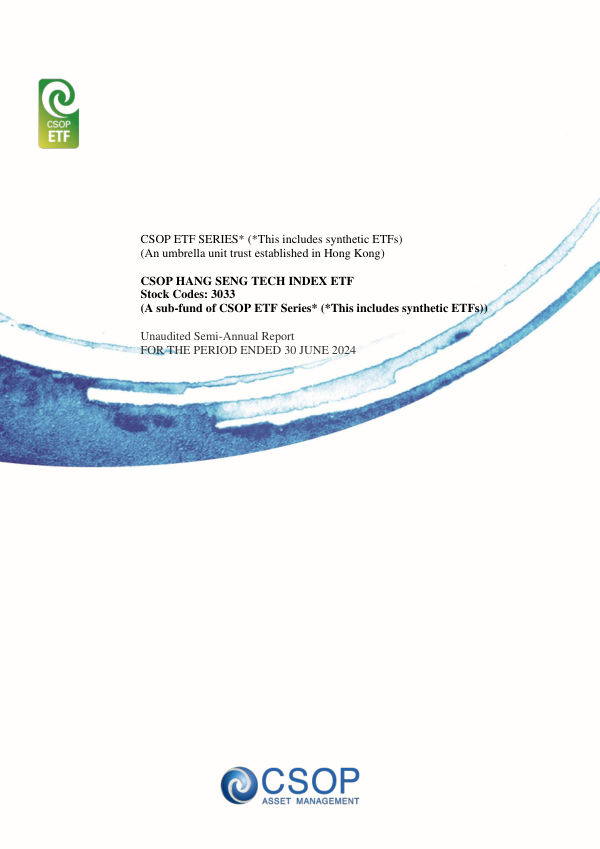 CSOP
ETF
CSOP ETF SERIES* (*This includes synthetic ETFs)
(An umbrella unit trust established in Hong Kong)
CSOP HANG SENG TECH INDEX ETF
Stock Codes: 3033
(A sub-fund of CSOP ETF Series* (*This includes synthetic ETFs))
Unaudited Semi-Annual Report
FOR THE PERIOD ENDED 30 JUNE 2024
CSOP
ASSET MANAGEMENT